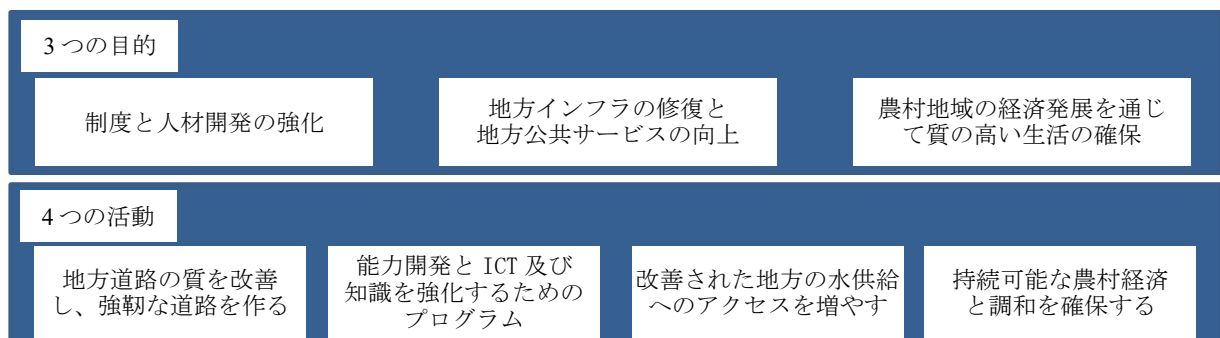 3つの目的
制度と人材開発の強化
地方インフラの修復と
地方公共サービスの向上
農村地域の経済発展を通じ
て質の高い生活の確保
4つの活動
地方道路の質を改善
し、強靭な道路を作る
能力開発と ICT 及び
知識を強化するための
プログラム
改善された地方の水供給
へのアクセスを増やす
持続可能な農村経済
と調和を確保する